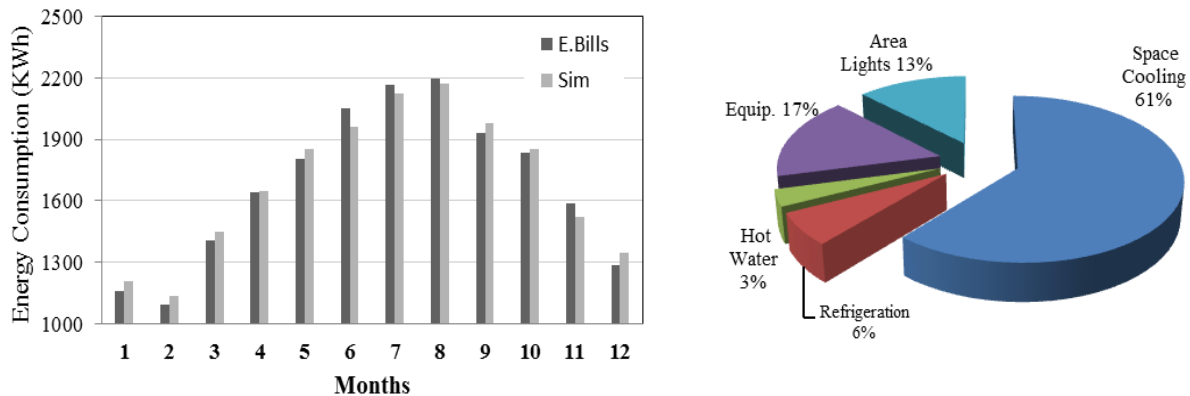 2500
2200
1900
1600
1300
1000
Energy Consumption (KWh)
E.Bills
Sim
1 2 3 4 5 6 7 8 9 10 11 12
Months
Area
Lights 13%
Space
Cooling
61%
Equip. 17%
Hot
Water
3%
Refrigeration
6%